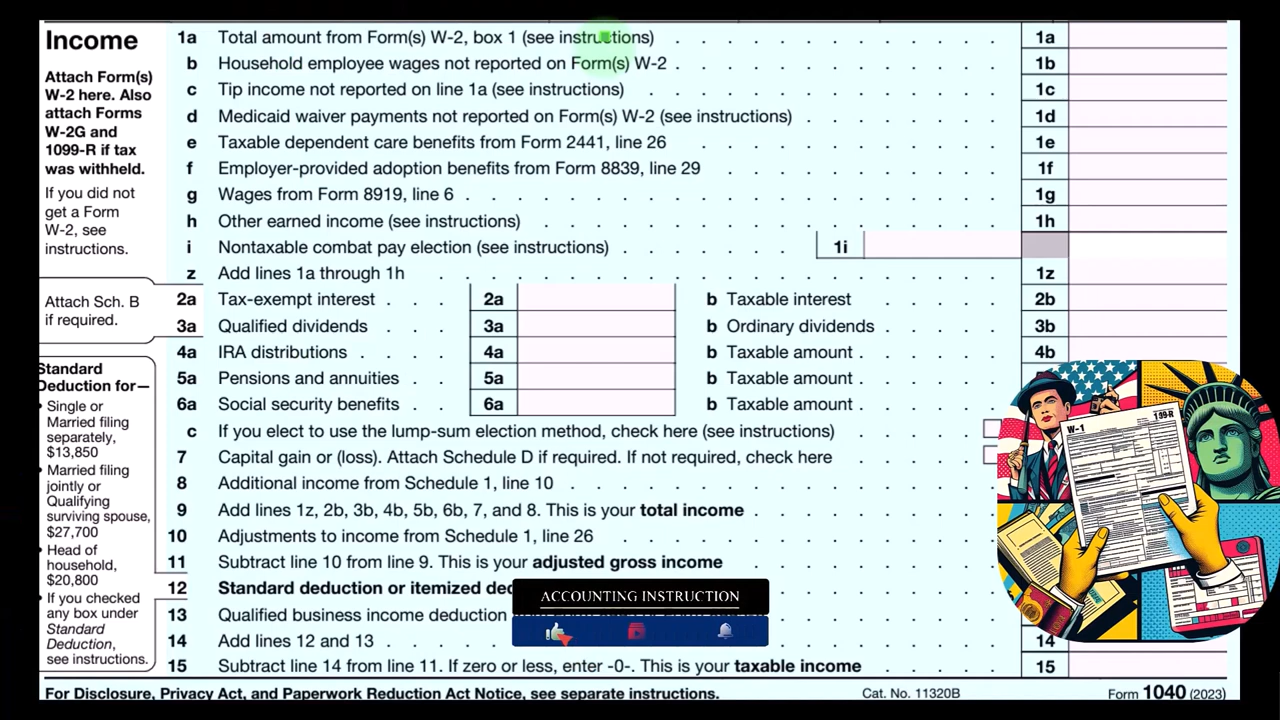 Income
Attach Form(s)
W-2 here. Also
attach Forms
W-2G and
1099-R if tax
was withheld.
If you did not
get a Form
W-2, see
instructions.
Attach Sch. B
if required.
Standard
Deduction for—
• Single or
Married filing
separately,
$13,850
• Married filing
jointly or
Qualifying
surviving spouse,
$27,700
• Head of
household,
$20,800
• If you checked
any box under
Standard
Deduction,
see instructions.
1a Total amount from Form(s) W-2, box 1 (see instructions) 1a
b Household employee wages not reported on Form(s) W-2 1b
c Tip income not reported on line 1a (see instructions) 1c
d Medicaid waiver payments not reported on Form(s) W-2 (see instructions) 1d
e Taxable dependent care benefits from Form 2441, line 26 1e
f Employer-provided adoption benefits from Form 8839, line 29 1f
g Wages from Form 8919, line 6 1g
h Other earned income (see instructions) 1h
i Nontaxable combat pay election (see instructions) 1i
z Add lines 1a through 1h 1z
2a Tax-exempt interest 2a b Taxable interest 2b
3a Qualified dividends 3a b Ordinary dividends 3b
4a IRA distributions 4a b Taxable amount 4b
5a Pensions and annuities 5a b Taxable amount
6a Social security benefits 6a b Taxable amount
c If you elect to use the lump-sum election method, check here (see instructions)
7 Capital gain or (loss). Attach Schedule D if required. If not required, check here
8 Additional income from Schedule 1, line 10
9 Add lines 1z, 2b, 3b, 4b, 5b, 6b, 7, and 8. This is your total income
10 Adjustments to income from Schedule 1, line 26
11 Subtract line 10 from line 9. This is your adjusted gross income
12 Standard deduction or itemized
13 Qualified business income deduction
14 Add lines 12 and 13 14
15 Subtract line 14 from line 11. If zero or less, enter -0-. This is your taxable income 15
For Disclosure, Privacy Act, and Paperwork Reduction Act Notice, see separate instructions. Cat. No. 11320B Form 1040 (2023)
ACCOUNTING INSTRUCTION
W-1